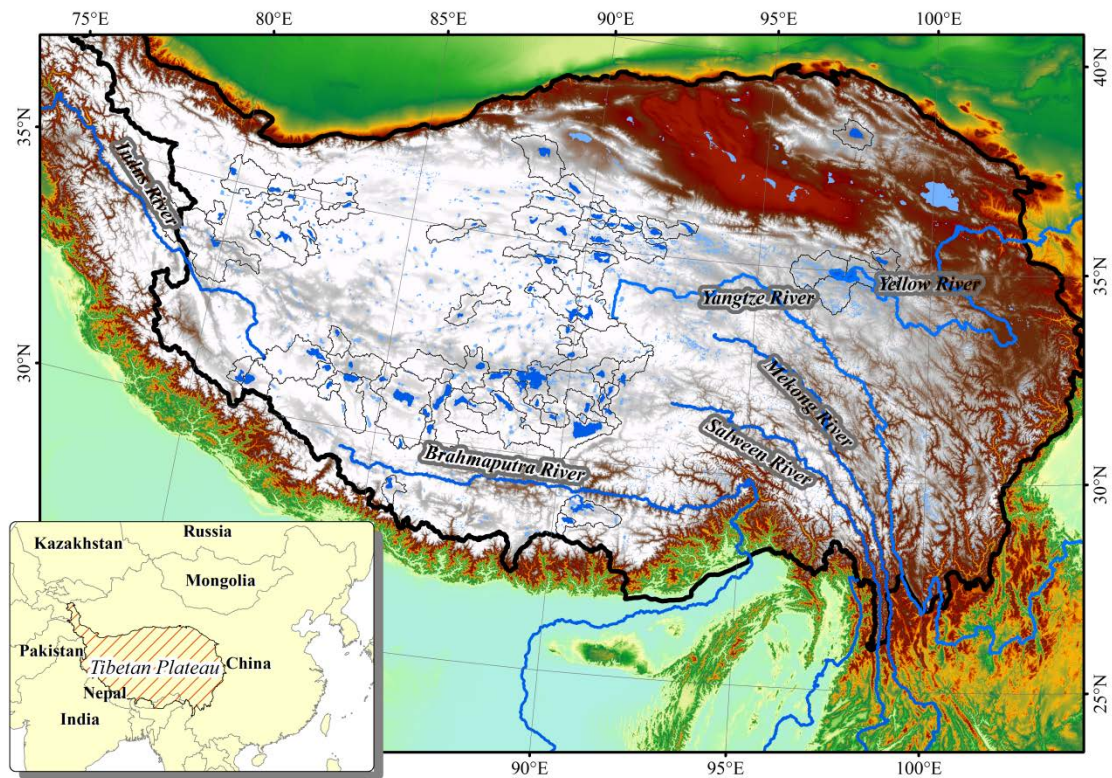 75°E
80°E
85°E
90°E
95°E
100°E
40°N
35°N
35°N
30°N
30°N
25°N
90°E
95°E
100°E
Indus River
Yangtze River
Yellow River
Mekong River
Salween River
Brahmaputra River
Russia
Kazakhstan
Mongolia
Pakistan
Tibetan Plateau
China
Nepal
India